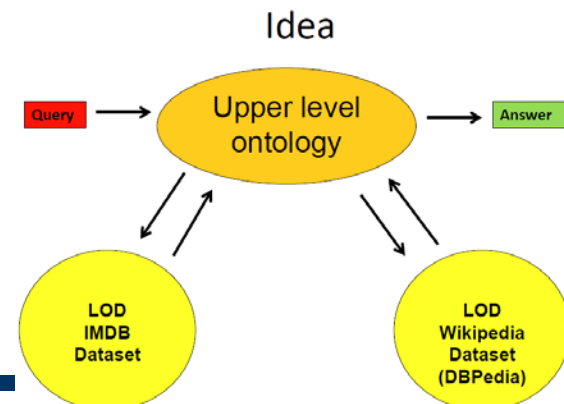 Idea
Query
Upper level
ontology
Answer
LOD
IMDB
Dataset
LOD
Wikipedia
Dataset
(DBPedia)